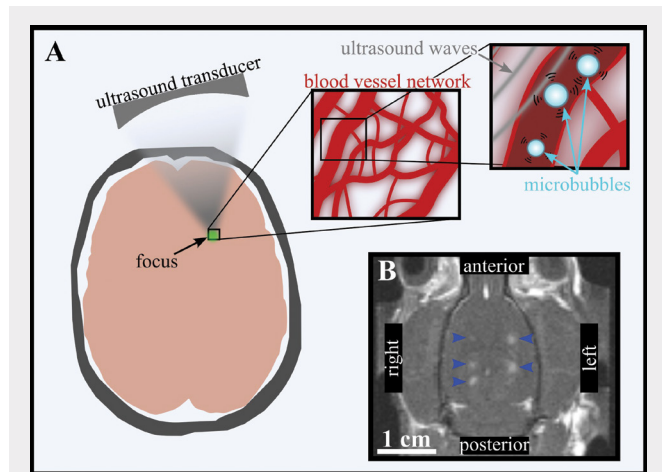 A
ultrasound transducer
focus
blood vessel network
ultrasound waves
microbubbles
B
anterior
right
left
posterior
1 cm